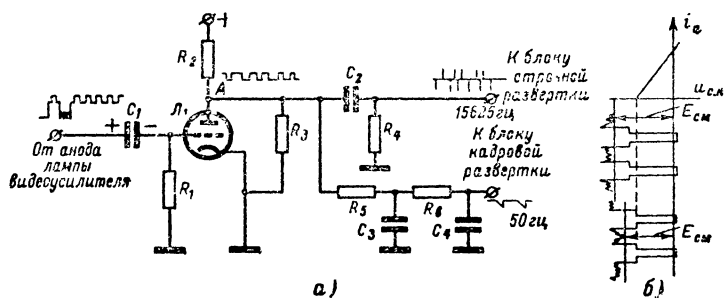 +
R2
A
C2
К блоку
строчной
развертки
15625гц
C1
Л1
+ −
R3
R4
От анода
лампы
видеоусилителя
R1
К блоку
кадровой
развертки
R5
R6
C3
C4
50гц
а)
iа
uск
Eсм
Eсм
б)